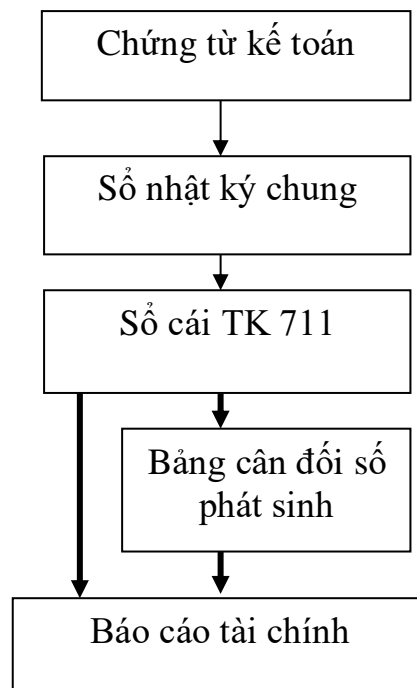 Chứng từ kế toán
Sổ nhật ký chung
Sổ cái TK 711
Bảng cân đối số
phát sinh
Báo cáo tài chính